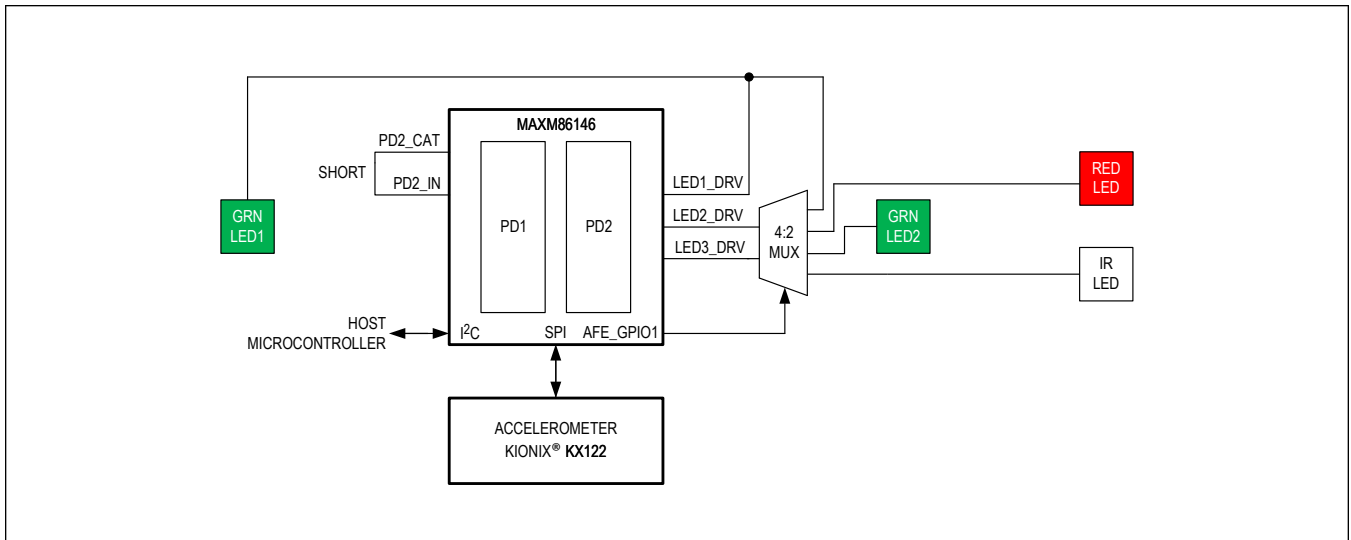 MAXM86146
PD2_CAT
SHORT
PD2_IN
GRN
LED1
PD1
PD2
LED1_DRV
LED2_DRV
LED3_DRV
4:2
MUX
GRN
LED2
RED
LED
IR
LED
HOST
MICROCONTROLLER
I²C
SPI
AFE_GPIO1
ACCELEROMETER
KIONIX® KX122